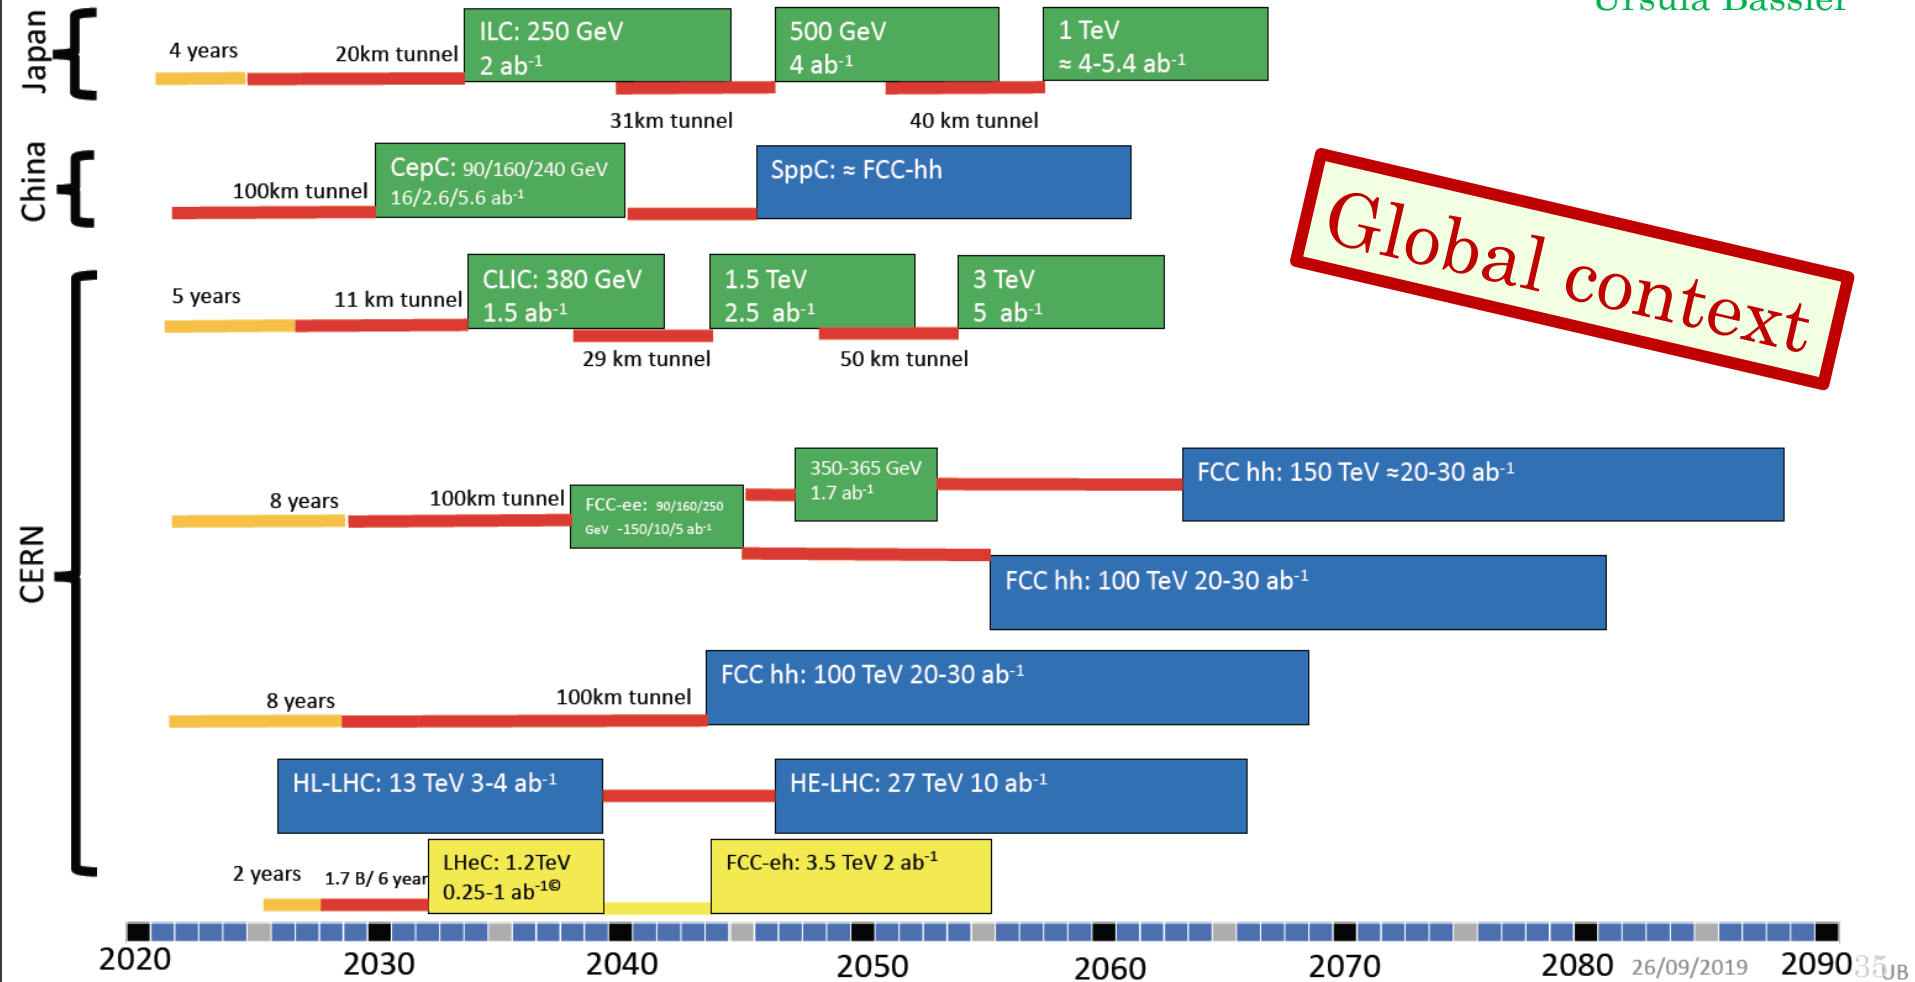 Ursula Bassler
Japan
4 years
20km tunnel
ILC: 250 GeV
2 ab-1
500 GeV
4 ab-1
1 TeV
≈ 4-5.4 ab-1
31km tunnel
40 km tunnel
China
100km tunnel
CepC: 90/160/240 GeV
16/2.6/5.6 ab-1
SppC: ≈ FCC-hh
Global context
CERN
5 years
11 km tunnel
CLIC: 380 GeV
1.5 ab-1
1.5 TeV
2.5 ab-1
3 TeV
5 ab-1
29 km tunnel
50 km tunnel
8 years
100km tunnel
FCC-ee: 90/160/250
GeV -150/10/5 ab-1
350-365 GeV
1.7 ab-1
FCC hh: 150 TeV ≈20-30 ab-1
FCC hh: 100 TeV 20-30 ab-1
8 years
100km tunnel
FCC hh: 100 TeV 20-30 ab-1
HL-LHC: 13 TeV 3-4 ab-1
HE-LHC: 27 TeV 10 ab-1
2 years
1.7 B/ 6 year
LHeC: 1.2TeV
0.25-1 ab-1©
FCC-eh: 3.5 TeV 2 ab-1
2020 2030 2040 2050 2060 2070 2080 2090
26/09/2019
35
UB